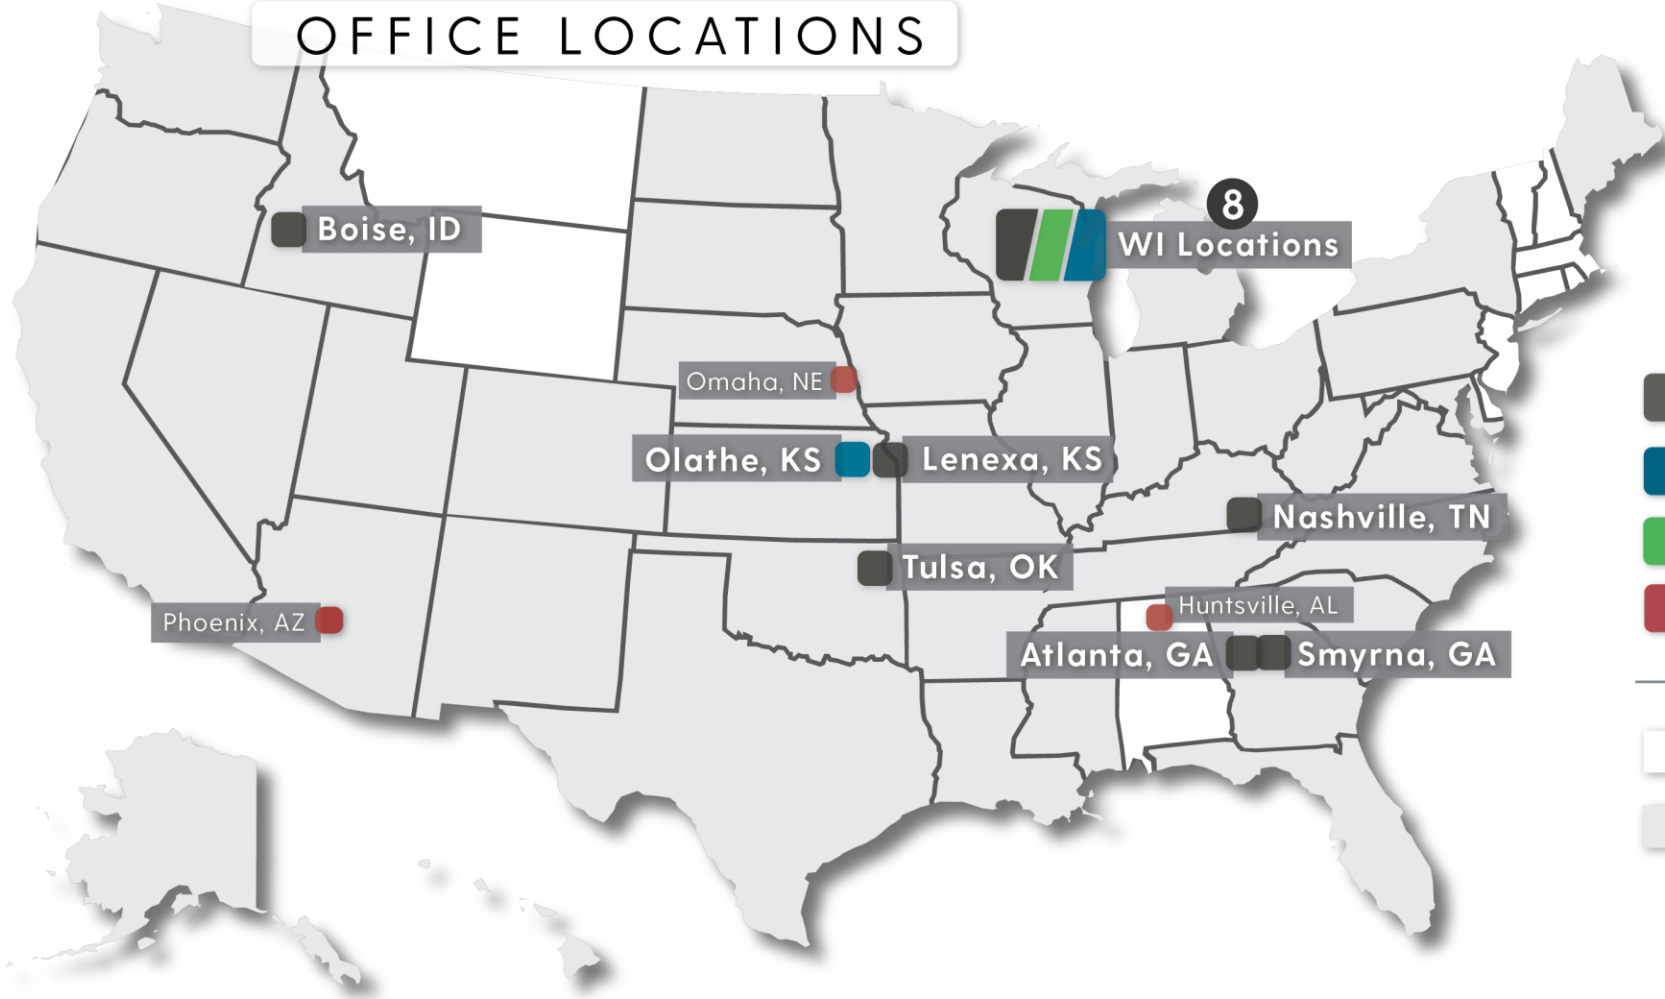 OFFICE LOCATIONS
8
WI Locations
Boise, ID
Omaha, NE
Olathe, KS
Lenexa, KS
Nashville, TN
Tulsa, OK
Huntsville, AL
Phoenix, AZ
Atlanta, GA
Smyrna, GA